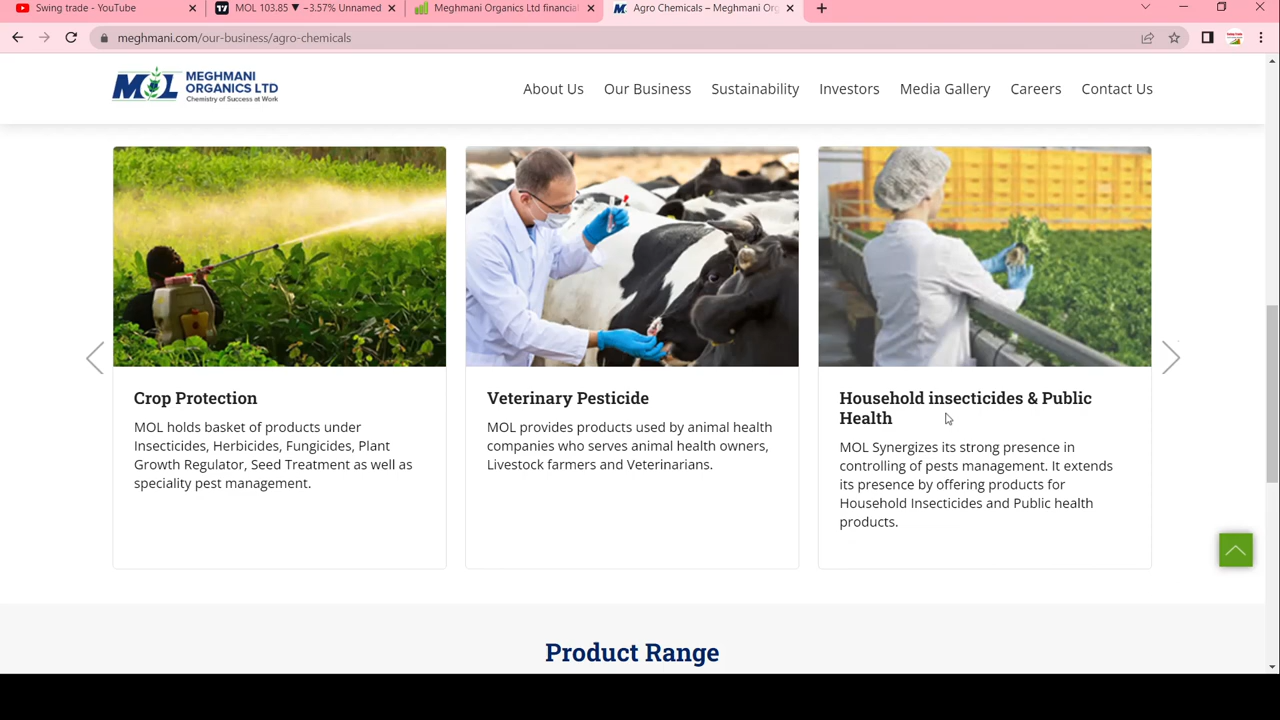 Swing trade - YouTube
MOL 103.85 ▼ −3.57% Unnamed
Meghmani Organics Ltd financial
Agro Chemicals – Meghmani Org
meghmani.com/our-business/agro-chemicals
MOL
MEGHMANI
ORGANICS LTD
Chemistry of Success at Work
About Us
Our Business
Sustainability
Investors
Media Gallery
Careers
Contact Us
Crop Protection
MOL holds basket of products under
Insecticides, Herbicides, Fungicides, Plant
Growth Regulator, Seed Treatment as well as
speciality pest management.
Veterinary Pesticide
MOL provides products used by animal health
companies who serves animal health owners,
Livestock farmers and Veterinarians.
Household insecticides & Public
Health
MOL Synergizes its strong presence in
controlling of pests management. It extends
its presence by offering products for
Household Insecticides and Public health
products.
Product Range